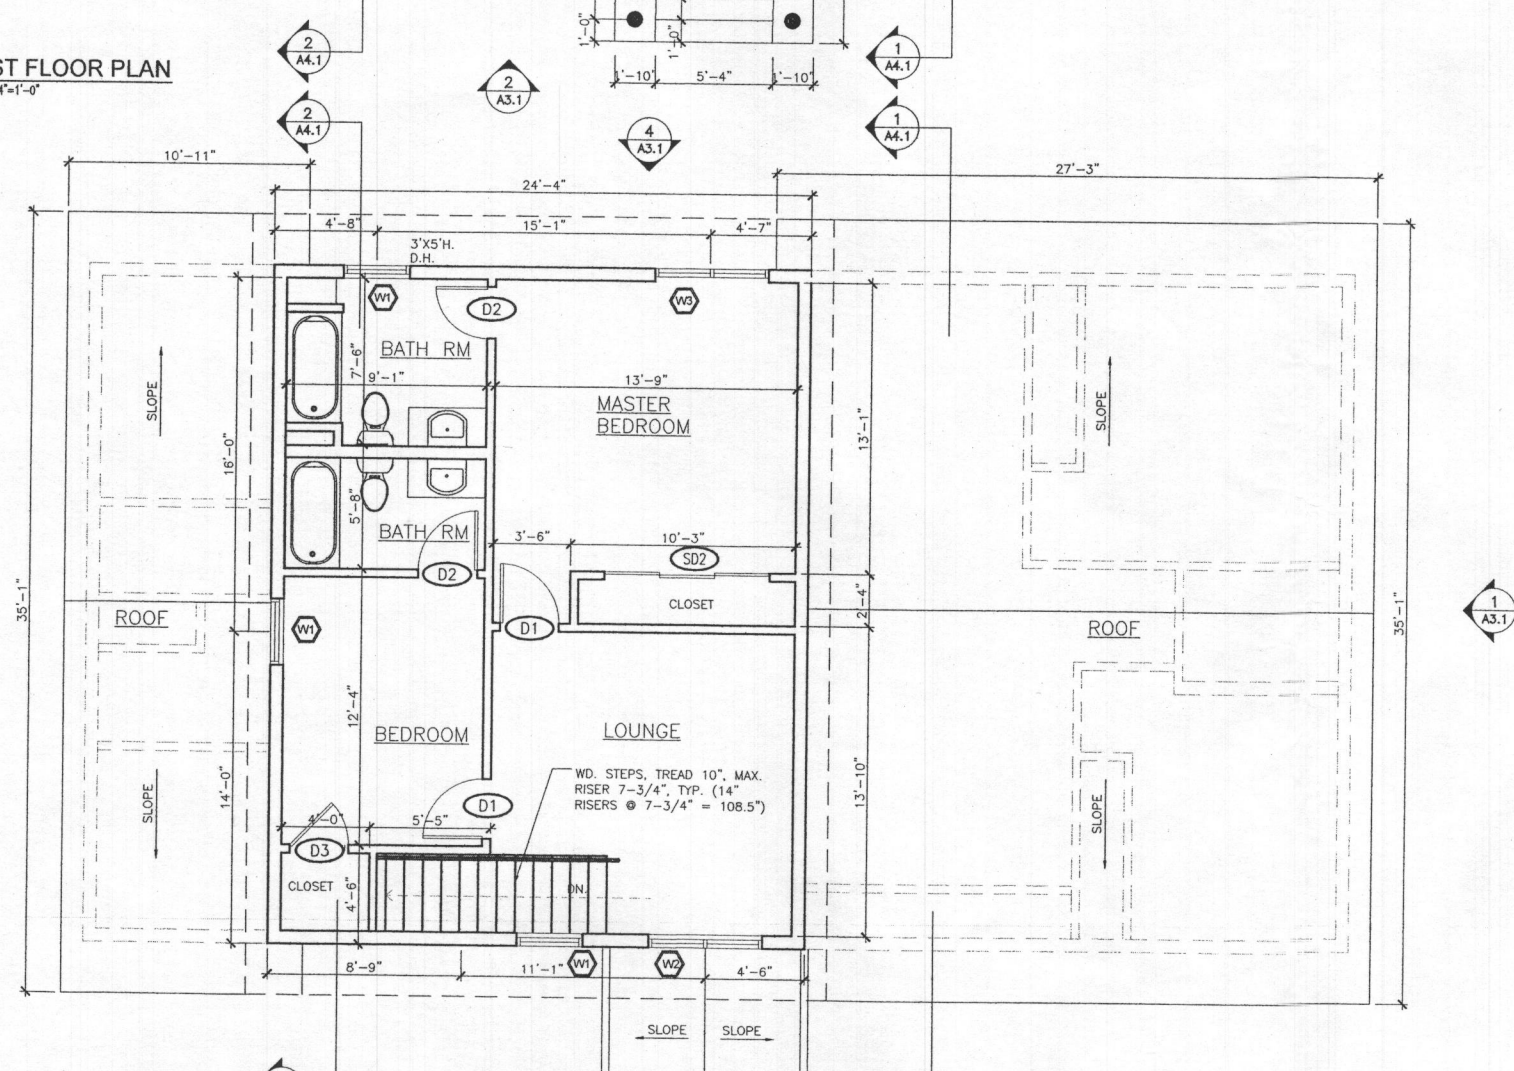 ST FLOOR PLAN
4"=1'-0"
2
A4.1
2
A4.1
2
A3.1
4
A3.1
1'-0"
1'-0"
1'-10"
5'-4"
1'-10"
1
A4.1
1
A4.1
10'-11"
24'-4"
27'-3"
4'-8"
15'-1"
4'-7"
3'X5'H.
D.H.
W1
D2
W3
BATH RM
7'-6"
9'-1"
13'-9"
MASTER
BEDROOM
SLOPE
SLOPE
13'-1"
16'-0"
5'-8"
BATH RM
3'-6"
10'-3"
SD2
D2
CLOSET
2'-4"
35'-1"
ROOF
W1
D1
ROOF
35'-1"
1
A3.1
12'-4"
BEDROOM
LOUNGE
WD. STEPS, TREAD 10", MAX.
RISER 7-3/4", TYP. (14"
RISERS @ 7-3/4" = 108.5")
SLOPE
14'-0"
13'-10"
SLOPE
D1
4'-0"
5'-5"
D3
CLOSET
4'-6"
DN.
8'-9"
11'-1"
W1
W2
4'-6"
SLOPE
SLOPE